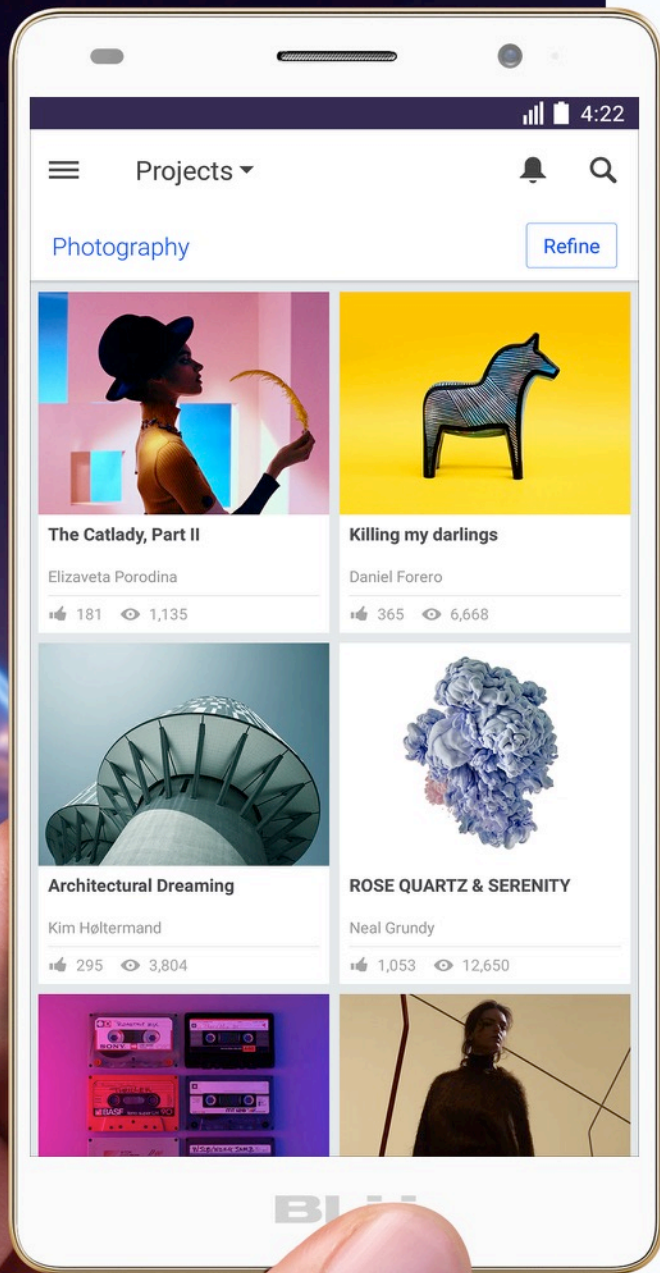 4:22
Projects
Photography
Refine
The Catlady, Part II
Killing my darlings
Elizaveta Porodina
Daniel Forero
181 1,135
365 6,668
Architectural Dreaming
ROSE QUARTZ & SERENITY
Kim Høltermand
Neal Grundy
295 3,804
1,053 12,650
SONY
BASF